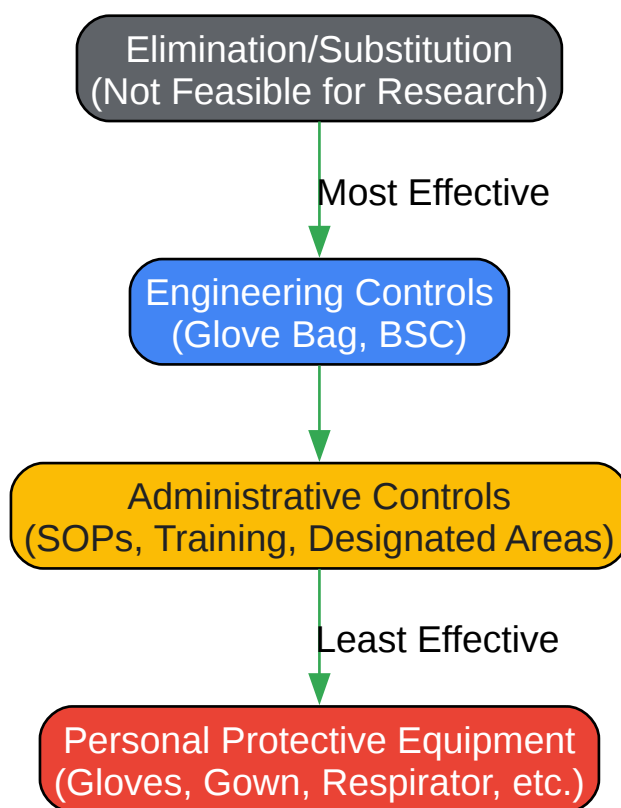 Elimination/Substitution
(Not Feasible for Research)
Most Effective
Engineering Controls
(Glove Bag, BSC)
Administrative Controls
(SOPs, Training, Designated Areas)
Least Effective
Personal Protective Equipment
(Gloves, Gown, Respirator, etc.)